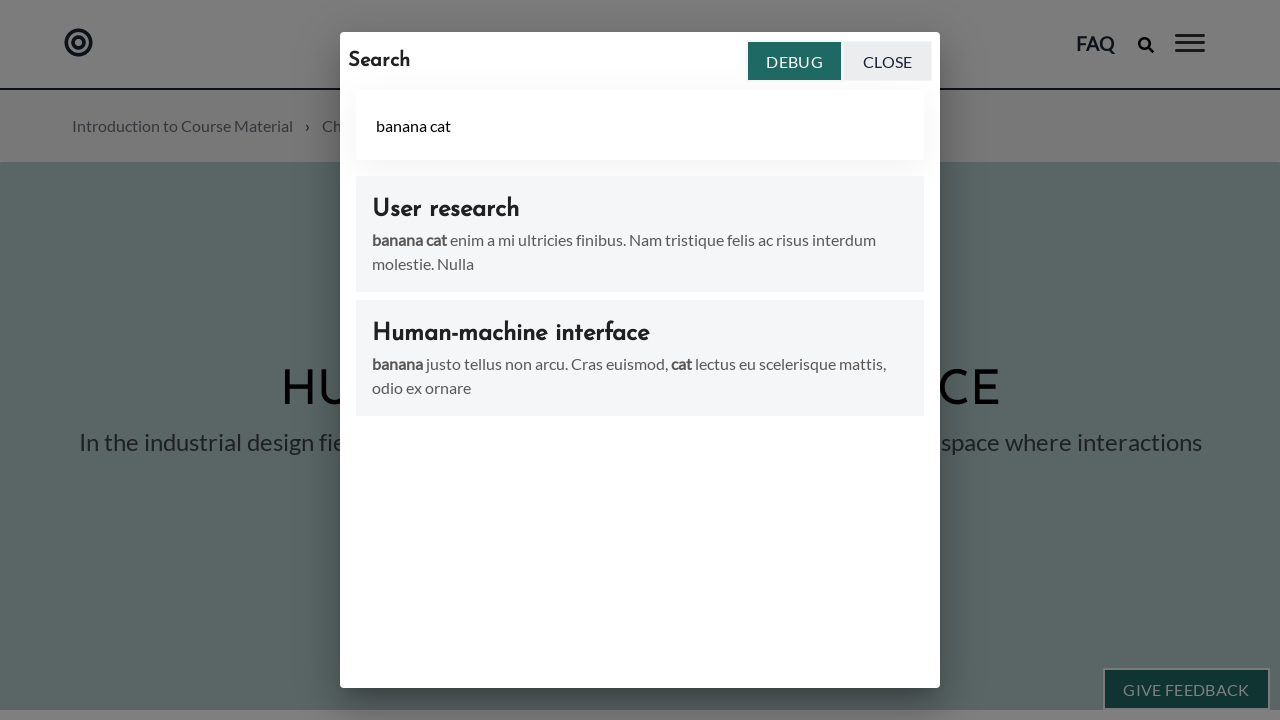 FAQ
Search
DEBUG
CLOSE
Introduction to Course Material › Ch
banana cat
User research
banana cat enim a mi ultricies finibus. Nam tristique felis ac risus interdum
molestie. Nulla
Human-machine interface
banana justo tellus non arcu. Cras euismod, cat lectus eu scelerisque mattis,
odio ex ornare
HU CE
In the industrial design fie space where interactions
GIVE FEEDBACK